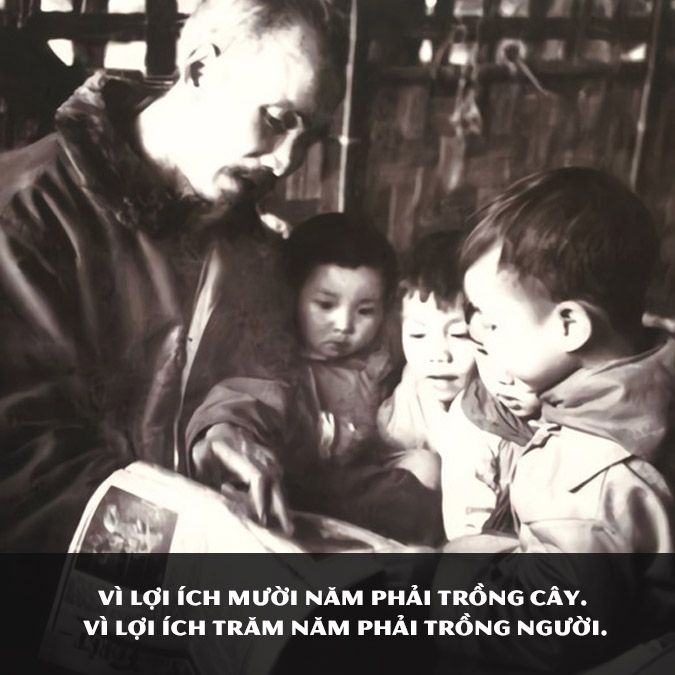 VÌ LỢI ÍCH MƯỜI NĂM PHẢI TRỒNG CÂY.
VÌ LỢI ÍCH TRĂM NĂM PHẢI TRỒNG NGƯỜI.